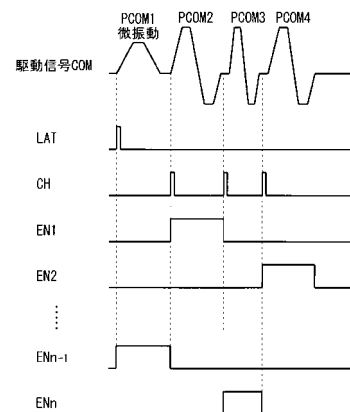 PCOM1 PCOM2 PCOM3 PCOM4
微振動
駆動信号COM
LAT
CH
EN1
EN2
ENn-1
ENn